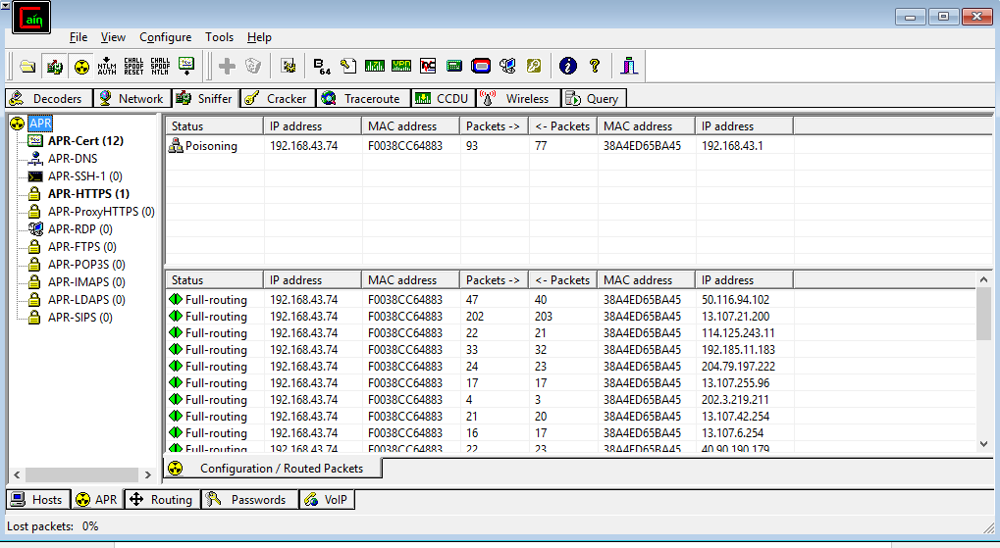 Cain
File View Configure Tools Help
NTLM AUTH CHALL SPOOF RESET CHALL SPOOF NTLM B64 VPN
Decoders Network Sniffer Cracker Traceroute CCDU Wireless Query
APR
APR-Cert (12)
APR-DNS
APR-SSH-1 (0)
APR-HTTPS (1)
APR-ProxyHTTPS (0)
APR-RDP (0)
APR-FTPS (0)
APR-POP3S (0)
APR-IMAPS (0)
APR-LDAPS (0)
APR-SIPS (0)
Status IP address MAC address Packets -> <- Packets MAC address IP address
Poisoning 192.168.43.74 F0038CC64883 93 77 38A4ED65BA45 192.168.43.1
Status IP address MAC address Packets -> <- Packets MAC address IP address
Full-routing 192.168.43.74 F0038CC64883 47 40 38A4ED65BA45 50.116.94.102
Full-routing 192.168.43.74 F0038CC64883 202 203 38A4ED65BA45 13.107.21.200
Full-routing 192.168.43.74 F0038CC64883 22 21 38A4ED65BA45 114.125.243.11
Full-routing 192.168.43.74 F0038CC64883 33 32 38A4ED65BA45 192.185.11.183
Full-routing 192.168.43.74 F0038CC64883 24 23 38A4ED65BA45 204.79.197.222
Full-routing 192.168.43.74 F0038CC64883 17 17 38A4ED65BA45 13.107.255.96
Full-routing 192.168.43.74 F0038CC64883 4 3 38A4ED65BA45 202.3.219.211
Full-routing 192.168.43.74 F0038CC64883 21 20 38A4ED65BA45 13.107.42.254
Full-routing 192.168.43.74 F0038CC64883 16 17 38A4ED65BA45 13.107.6.254
Full-routing 192.168.43.74 F0038CC64883 22 23 38A4ED65BA45 40.90.190.179
Configuration / Routed Packets
Hosts APR Routing Passwords VoIP
Lost packets: 0%